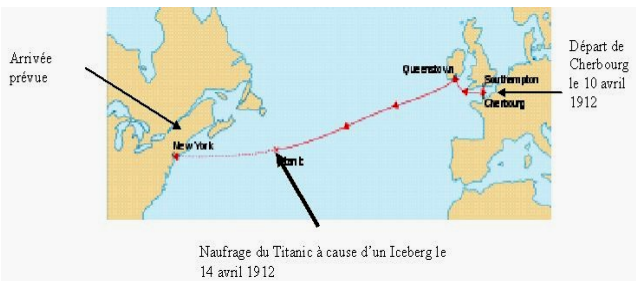 Arrivée
prévue
Départ de
Cherbourg
le 10 avril
1912
Queenstown
Southampton
Cherbourg
New York
Naufrage du Titanic à cause d'un Iceberg le
14 avril 1912